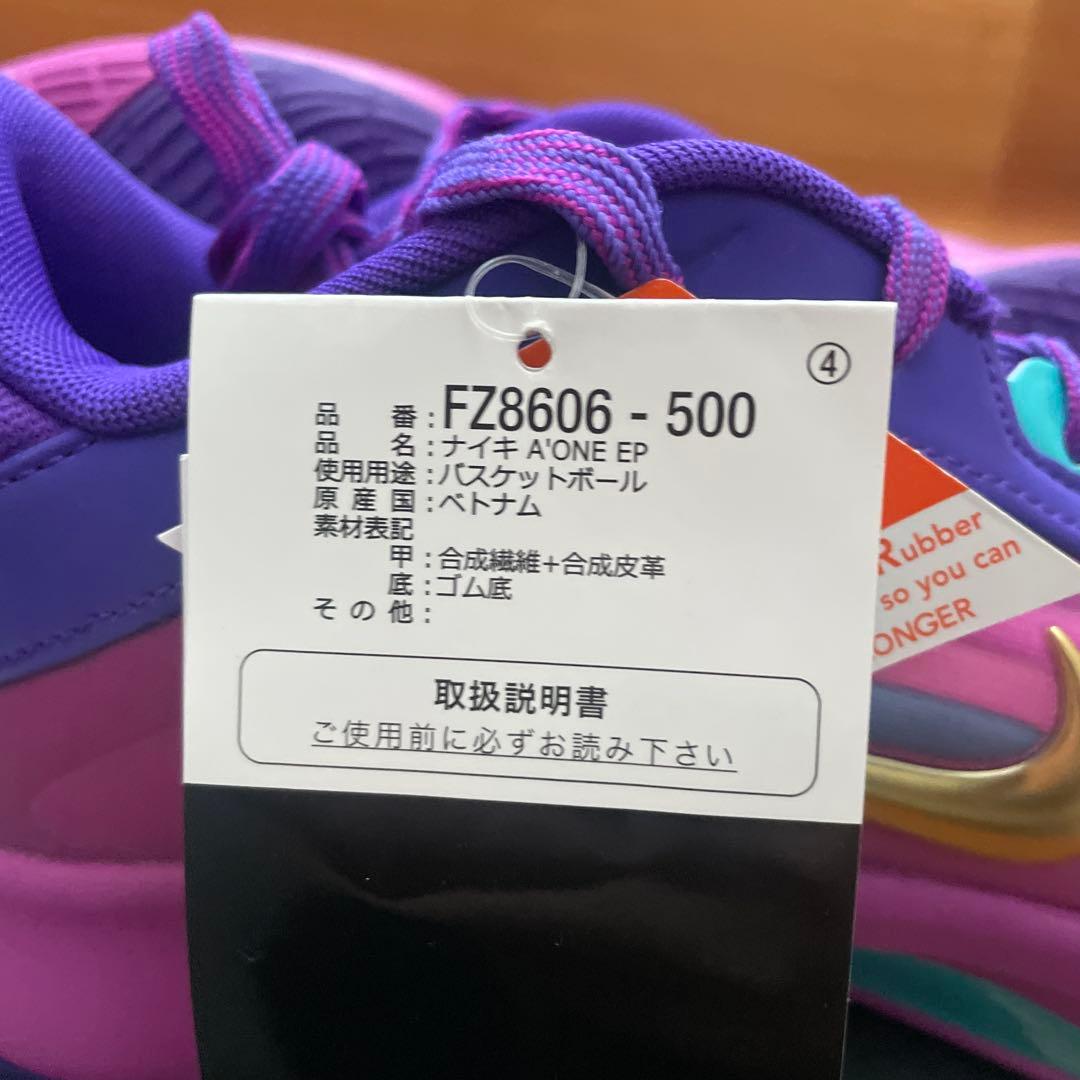 ④
品番:FZ8606 - 500
品名:ナイキ A'ONE EP
使用用途:バスケットボール
原産国:ベトナム
素材表記
甲:合成繊維+合成皮革
底:ゴム底
その他:
取扱説明書
ご使用前に必ずお読み下さい
Rubber
so you can
ONGER